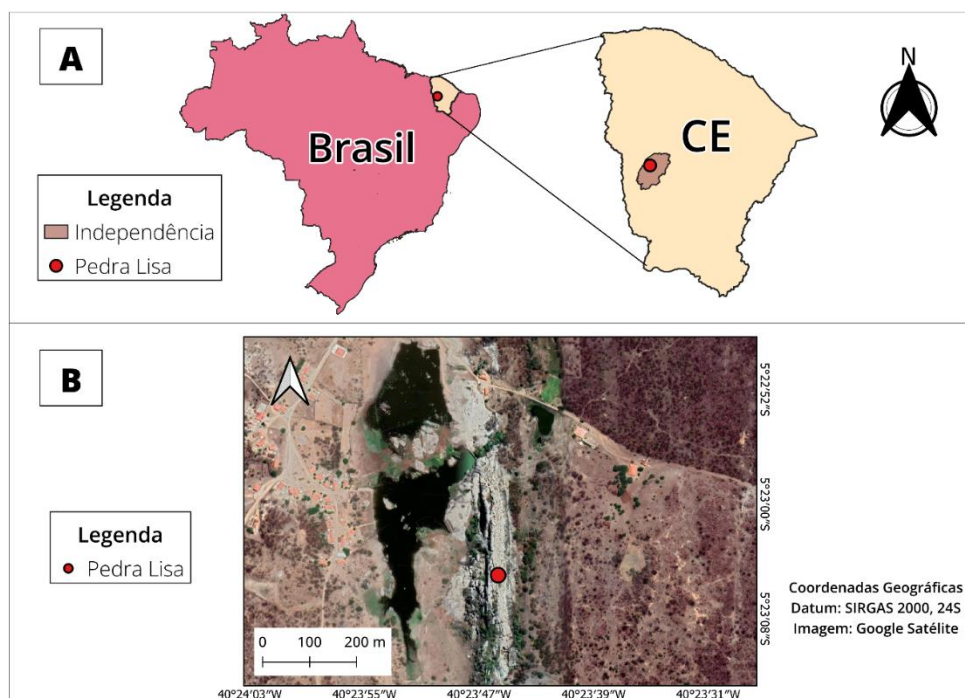 A
Brasil
CE
N
Legenda
Independência
Pedra Lisa
B
5°22'52"S
5°23'00"S
5°23'08"S
Legenda
Pedra Lisa
0 100 200 m
40°24'03"W 40°23'55"W 40°23'47"W 40°23'39"W 40°23'31"W
Coordenadas Geográficas
Datum: SIRGAS 2000, 24S
Imagem: Google Satélite